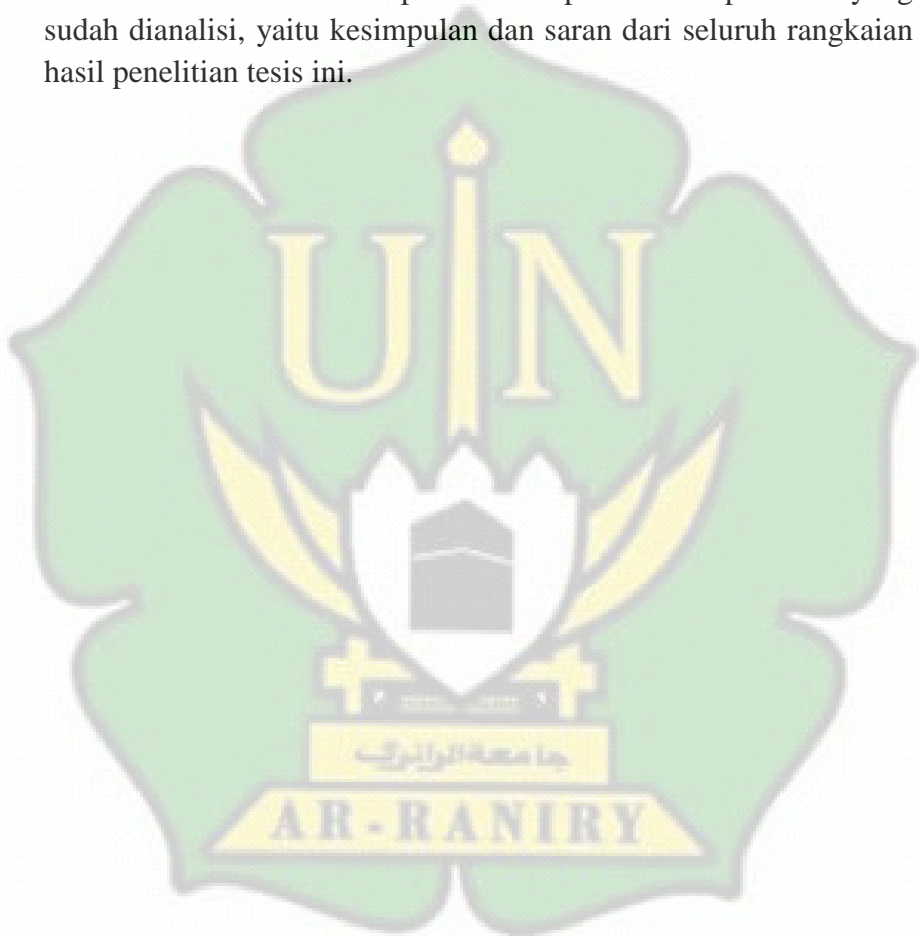 sudah dianalisi, yaitu kesimpulan dan saran dari seluruh rangkaian
hasil penelitian tesis ini.
UIN
جامعة الرانري
AR-RANIRY